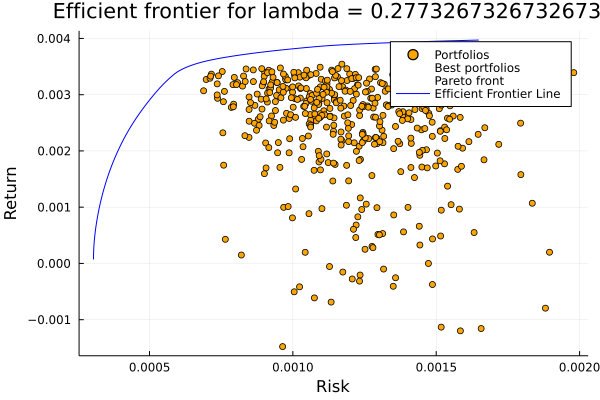 Efficient frontier for lambda = 0.2773267326732673
0.004
0.003
0.002
0.001
0.000
−0.001
Return
Portfolios
Best portfolios
Pareto front
Efficient Frontier Line
0.0005
0.0010
0.0015
0.0020
Risk